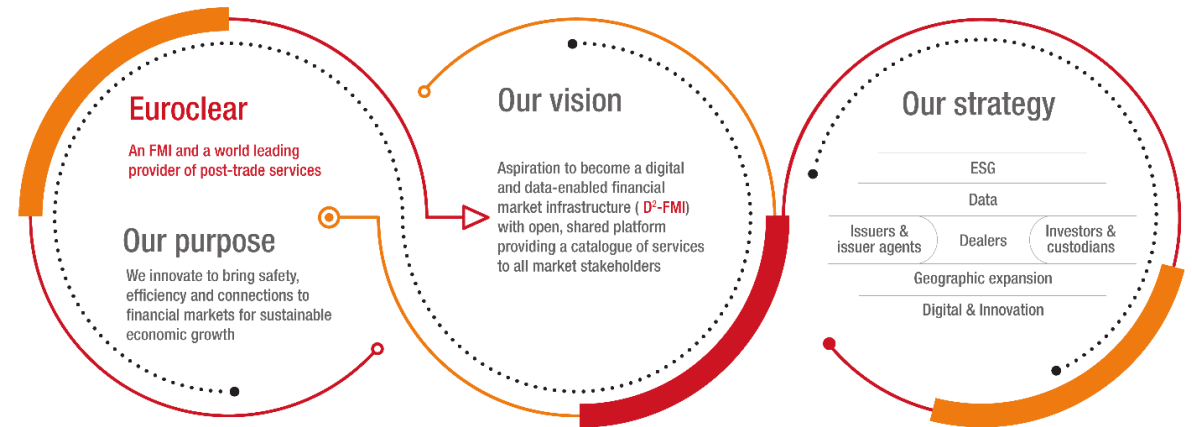 Euroclear
An FMI and a world leading
provider of post-trade services
Our purpose
We innovate to bring safety,
efficiency and connections to
financial markets for sustainable
economic growth
Our vision
Aspiration to become a digital
and data-enabled financial
market infrastructure ( D²-FMI)
with open, shared platform
providing a catalogue of services
to all market stakeholders
Our strategy
ESG
Data
Issuers &
issuer agents
Dealers
Investors &
custodians
Geographic expansion
Digital & Innovation